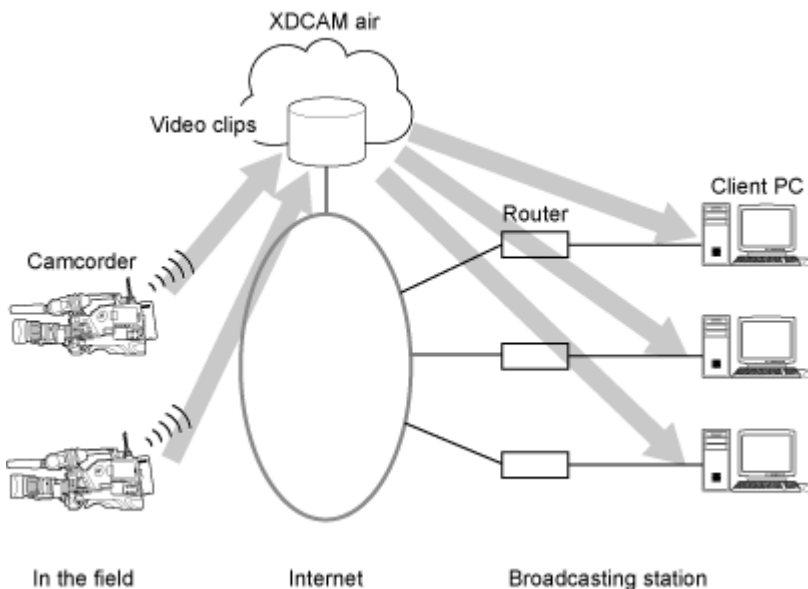 XDCAM air
Video clips
Client PC
Router
Camcorder
In the field
Internet
Broadcasting station